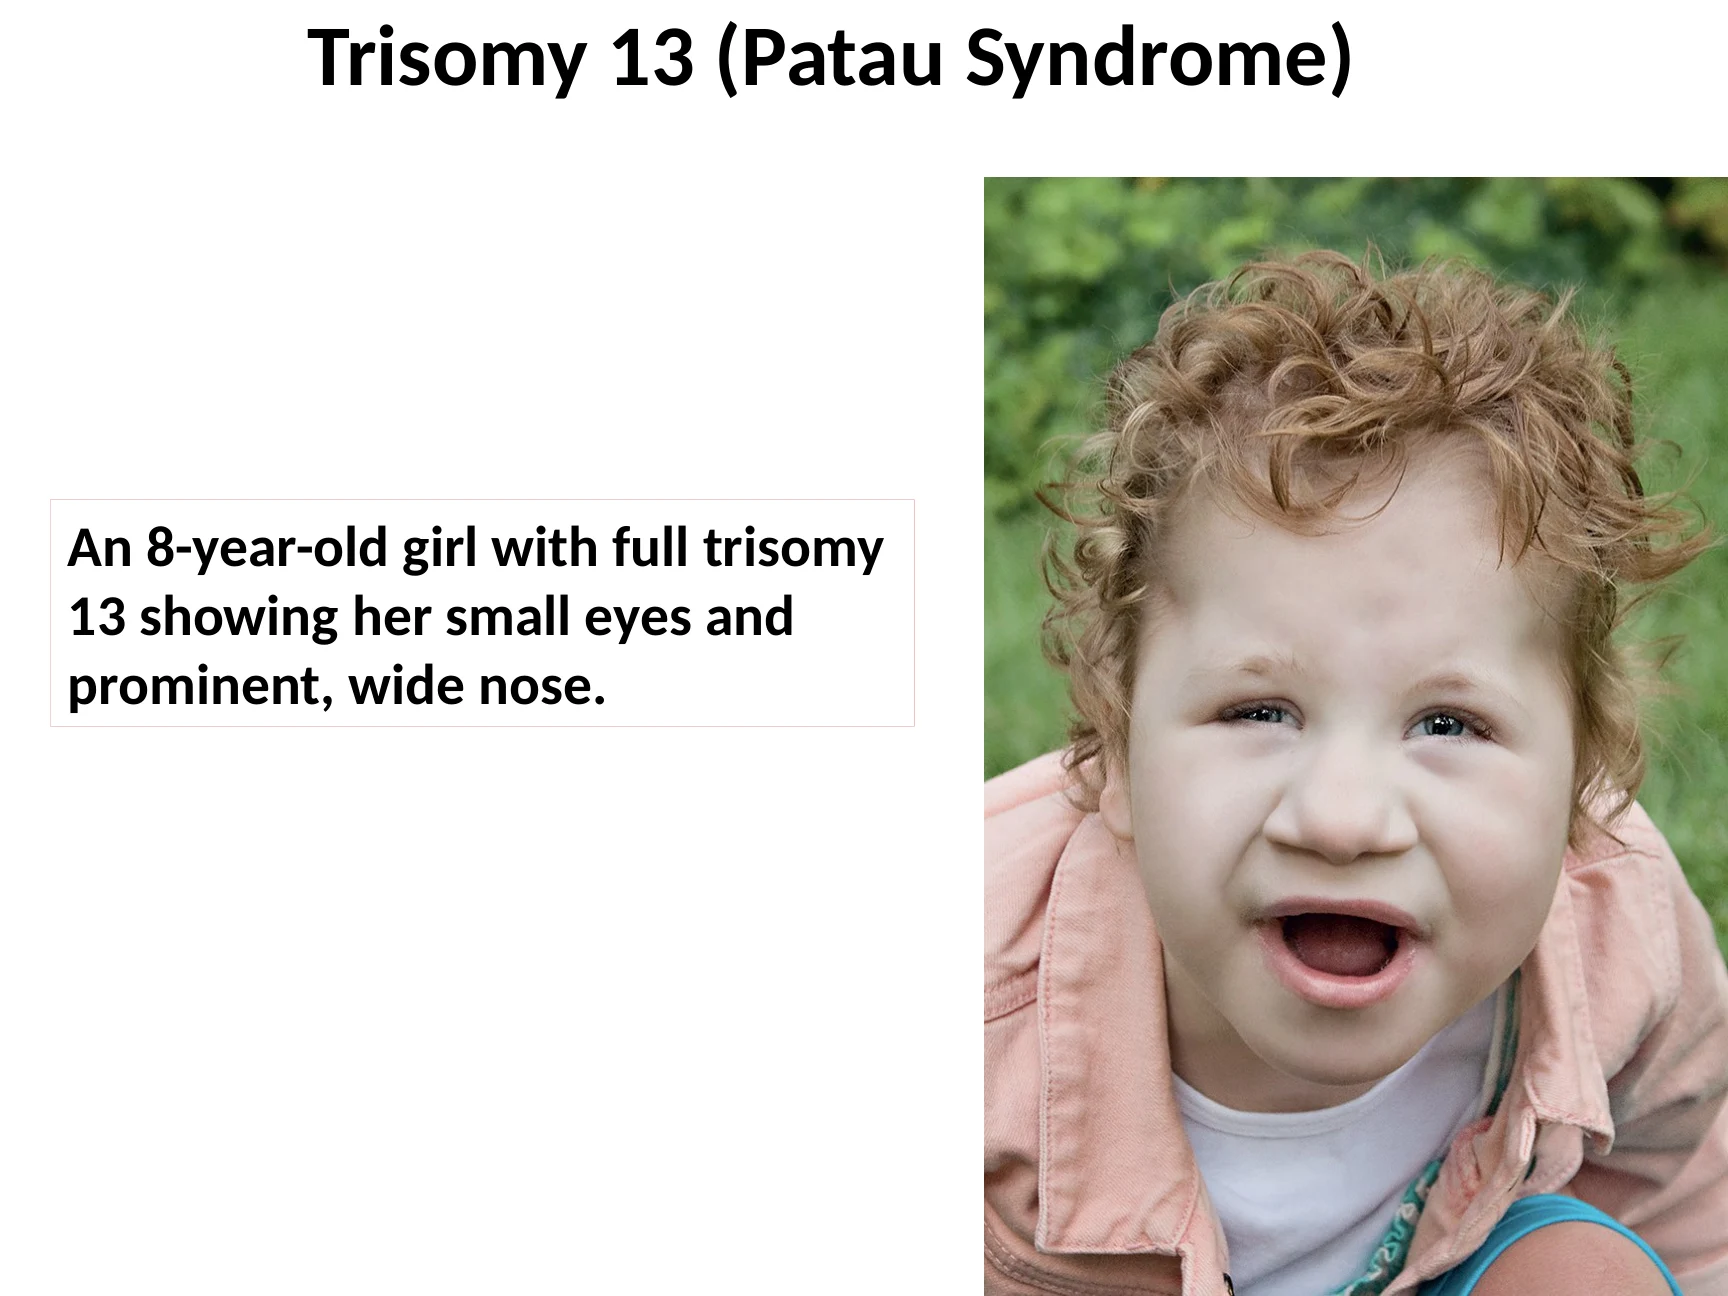 Trisomy 13 (Patau Syndrome)
An 8-year-old girl with full trisomy
13 showing her small eyes and
prominent, wide nose.